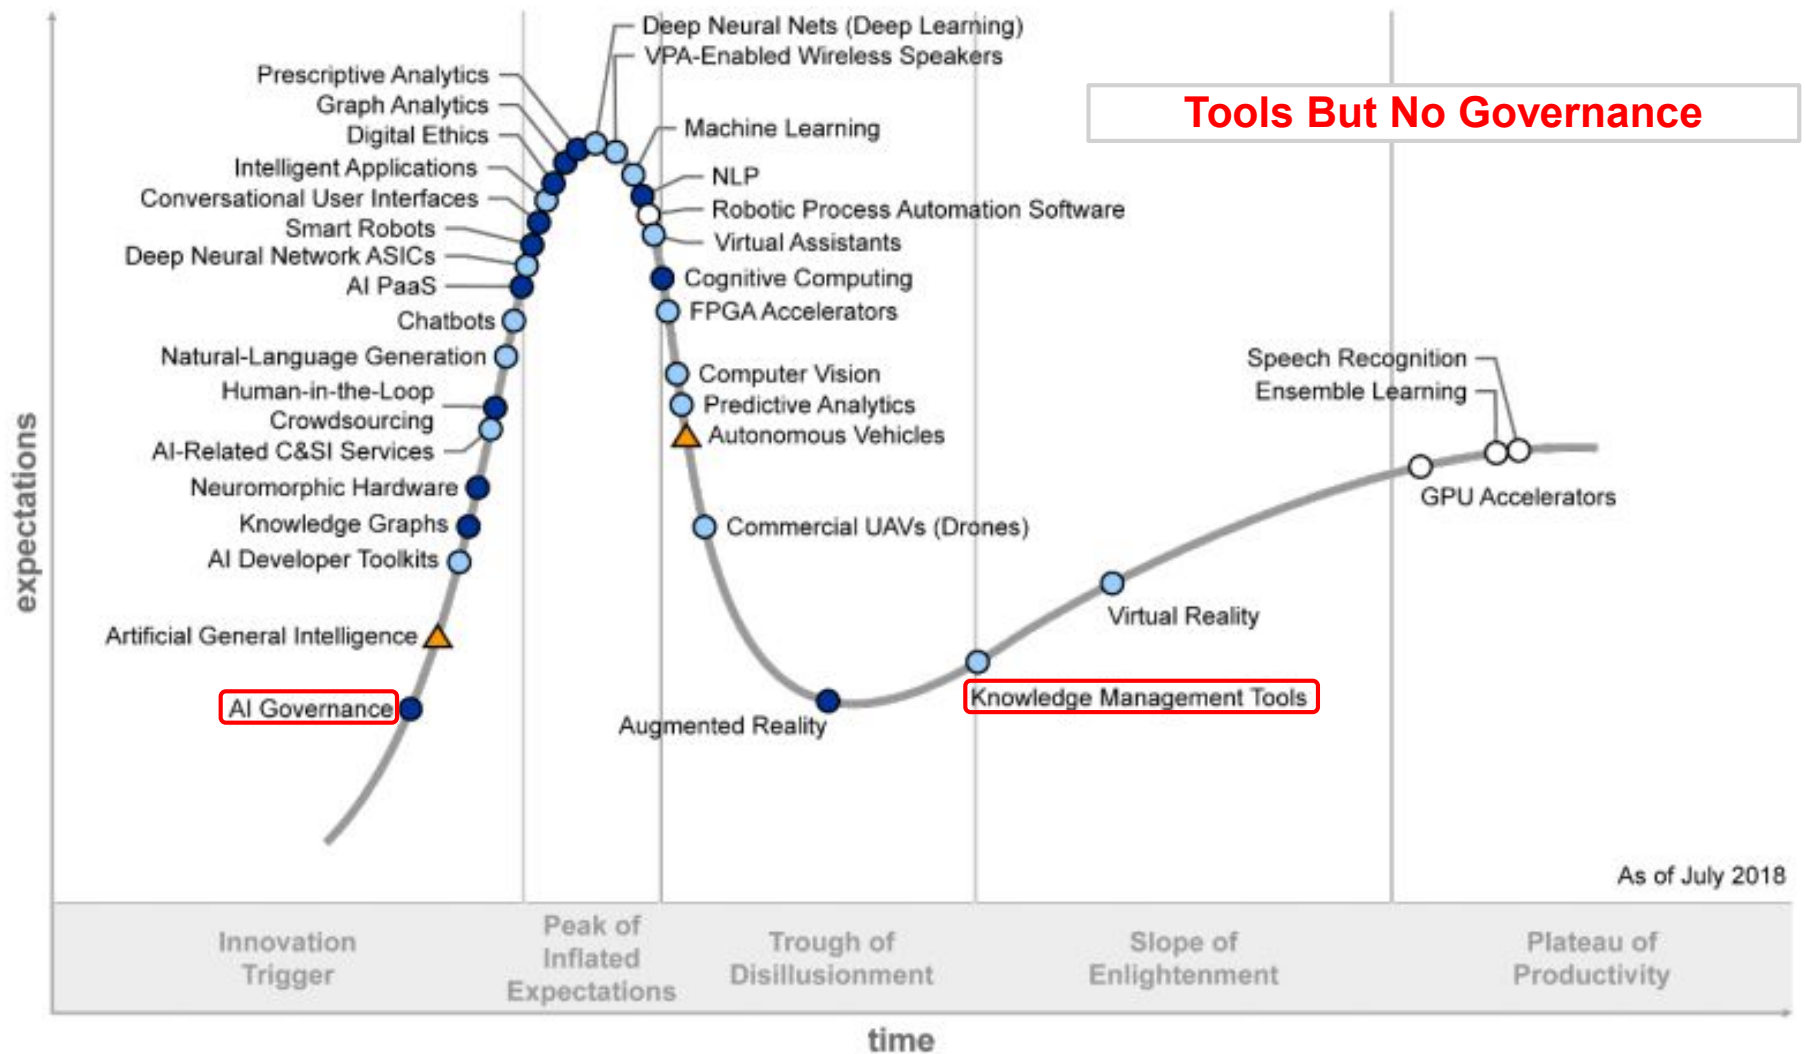 Deep Neural Nets (Deep Learning)
VPA-Enabled Wireless Speakers
Prescriptive Analytics
Graph Analytics
Digital Ethics
Intelligent Applications
Conversational User Interfaces
Smart Robots
Deep Neural Network ASICs
AI PaaS
Chatbots
Natural-Language Generation
Human-in-the-Loop
Crowdsourcing
AI-Related C&SI Services
Neuromorphic Hardware
Knowledge Graphs
AI Developer Toolkits
Artificial General Intelligence
AI Governance
Machine Learning
NLP
Robotic Process Automation Software
Virtual Assistants
Cognitive Computing
FPGA Accelerators
Computer Vision
Predictive Analytics
Autonomous Vehicles
Commercial UAVs (Drones)
Augmented Reality
Tools But No Governance
Speech Recognition
Ensemble Learning
GPU Accelerators
Virtual Reality
Knowledge Management Tools
As of July 2018
expectations
Innovation
Trigger
Peak of
Inflated
Expectations
Trough of
Disillusionment
Slope of
Enlightenment
Plateau of
Productivity
time